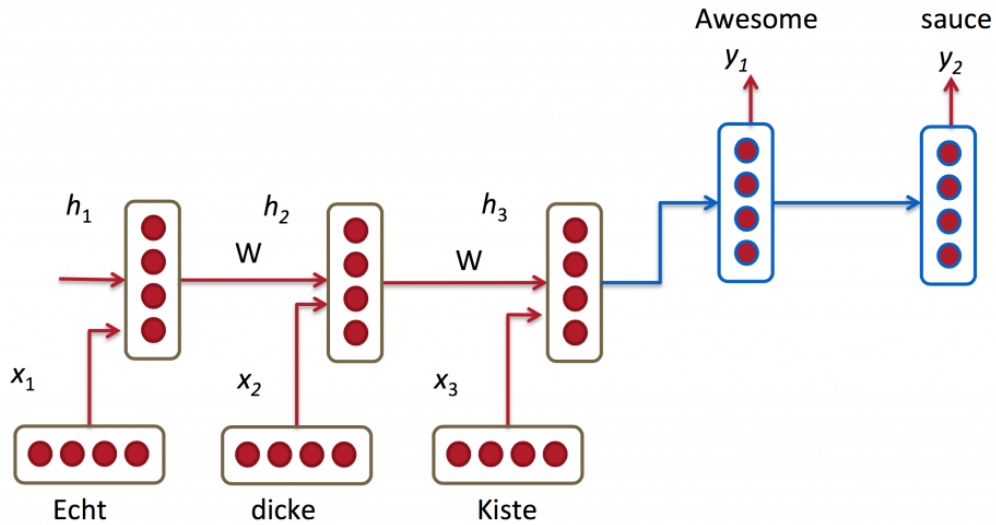 Awesome sauce
y1 y2
h1 h2 h3
W W
x1 x2 x3
Echt dicke Kiste